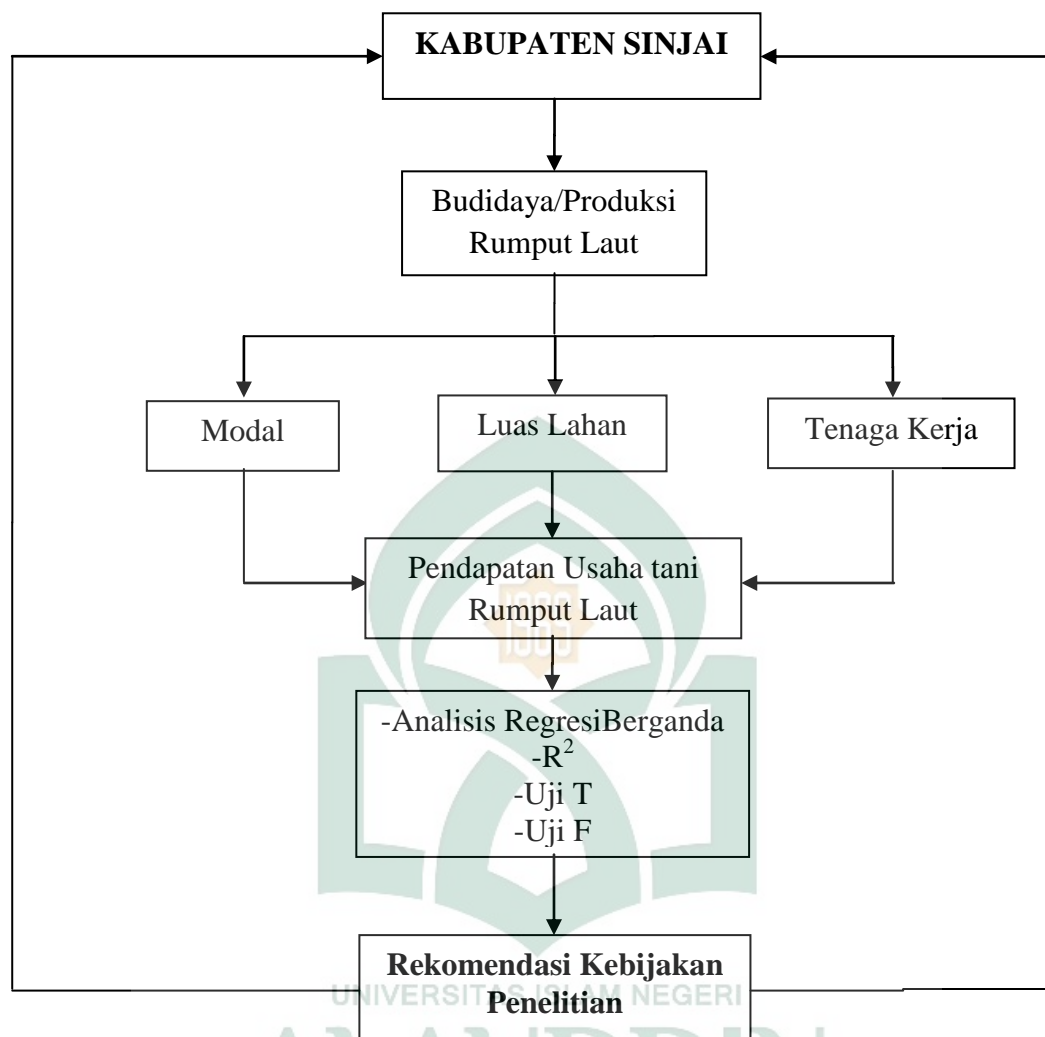 KABUPATEN SINJAI
Budidaya/Produksi
Rumput Laut
Modal
Luas Lahan
Tenaga Kerja
Pendapatan Usaha tani
Rumput Laut
1965
-Analisis RegresiBerganda
-R²
-Uji T
-Uji F
Rekomendasi Kebijakan
Penelitian
UNIVERSITAS ISLAM NEGERI